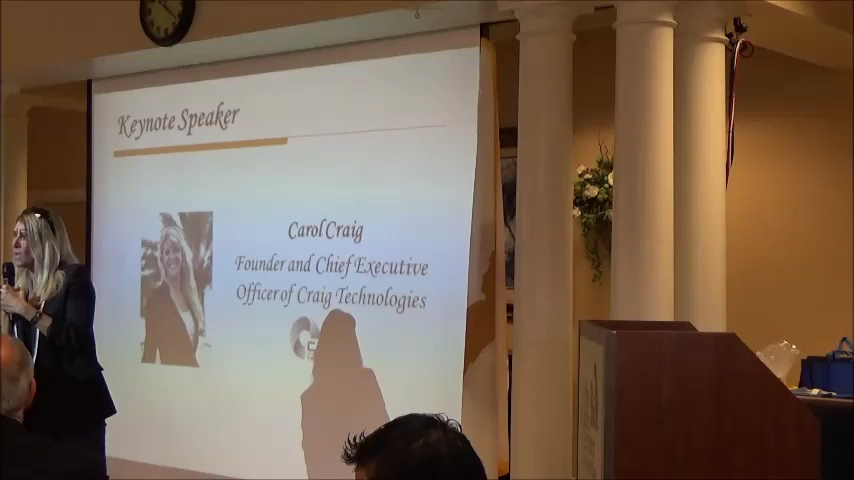 Keynote Speaker
Carol Craig
Founder and Chief Executive
Officer of Craig Technologies